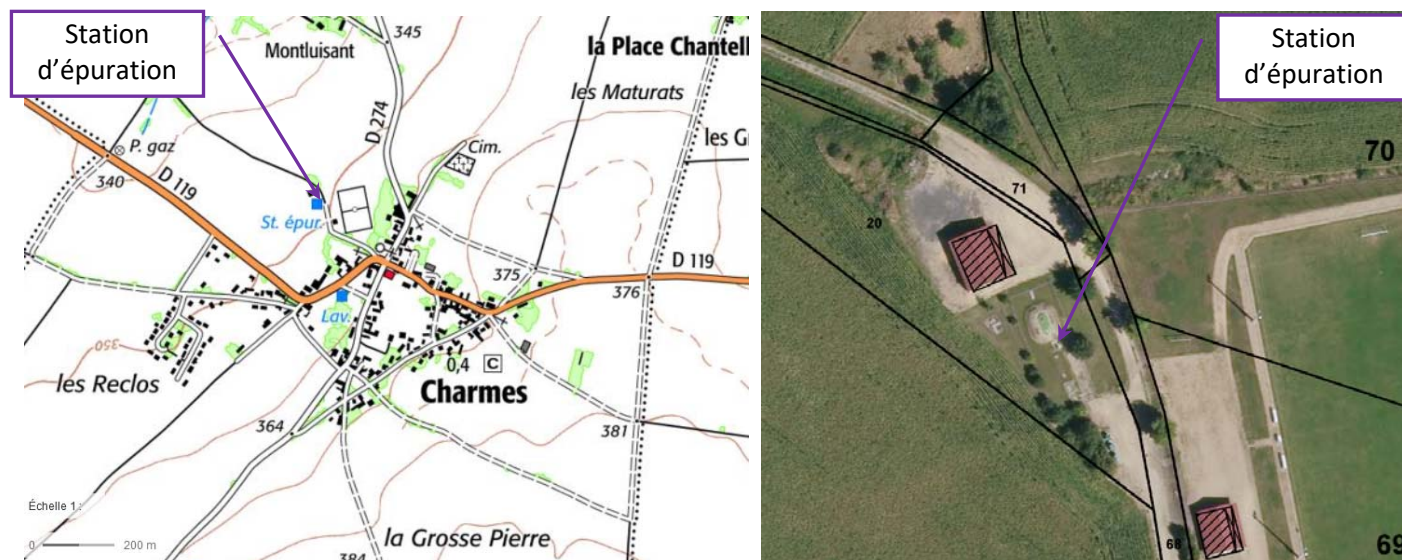 Station
d'épuration
Montluisant
345
la Place Chantell
les Maturats
D 274
les G
P. gaz
Cim.
340
D 119
St. épur.
375
D 119
376
Lav.
350
les Reclos
0,4
C
Charmes
364
381
Échelle 1 :
la Grosse Pierre
0
200 m
384
Station
d'épuration
70
71
20
68
69